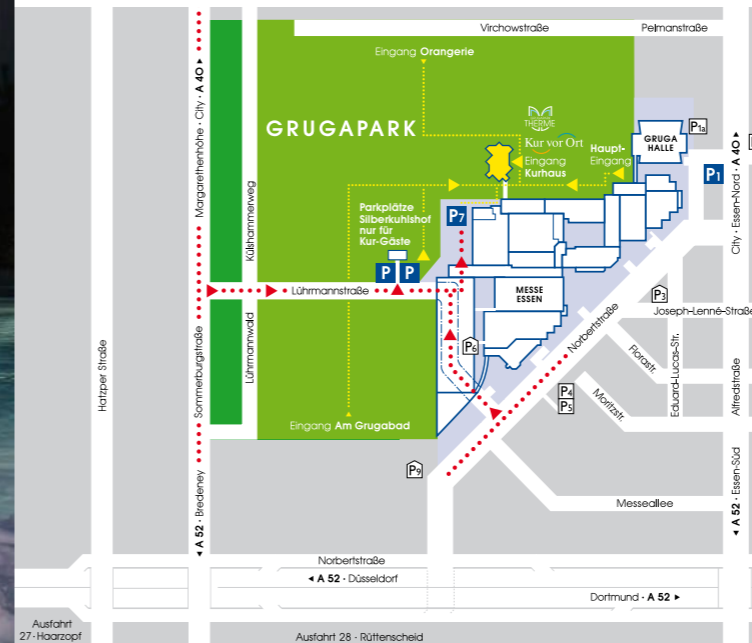 Virchowstraße
Pelmanstraße
Eingang Orangerie
THERME
Kur vor Ort
GRUGAPARK
Eingang
Kurhaus
Haupt-
Eingang
GRUGA
HALLE
P1a
P1
Margarethenhöhe · City · A 40 ▸
City · Essen-Nord · A 40 ▸
Külshammerweg
Parkplätze
Silberkuhlshof
nur für
Kur-Gäste
P7
P P
Lührmannstraße
MESSE
ESSEN
P3
Joseph-Lenné-Straße
Norbertstraße
Hatzper Straße
Sommerburgstraße
Lührmannwald
P6
Florastr.
Eduard-Lucas-Str.
Alfredstraße
P4
P5
Moritzstr.
Eingang Am Grugabad
P9
◂ A 52 · Bredeney
◂ A 52 · Essen-Süd
Messeallee
Norbertstraße
◂ A 52 · Düsseldorf
Dortmund · A 52 ▸
Ausfahrt
27 · Haarzopf
Ausfahrt 28 · Rüttenscheid